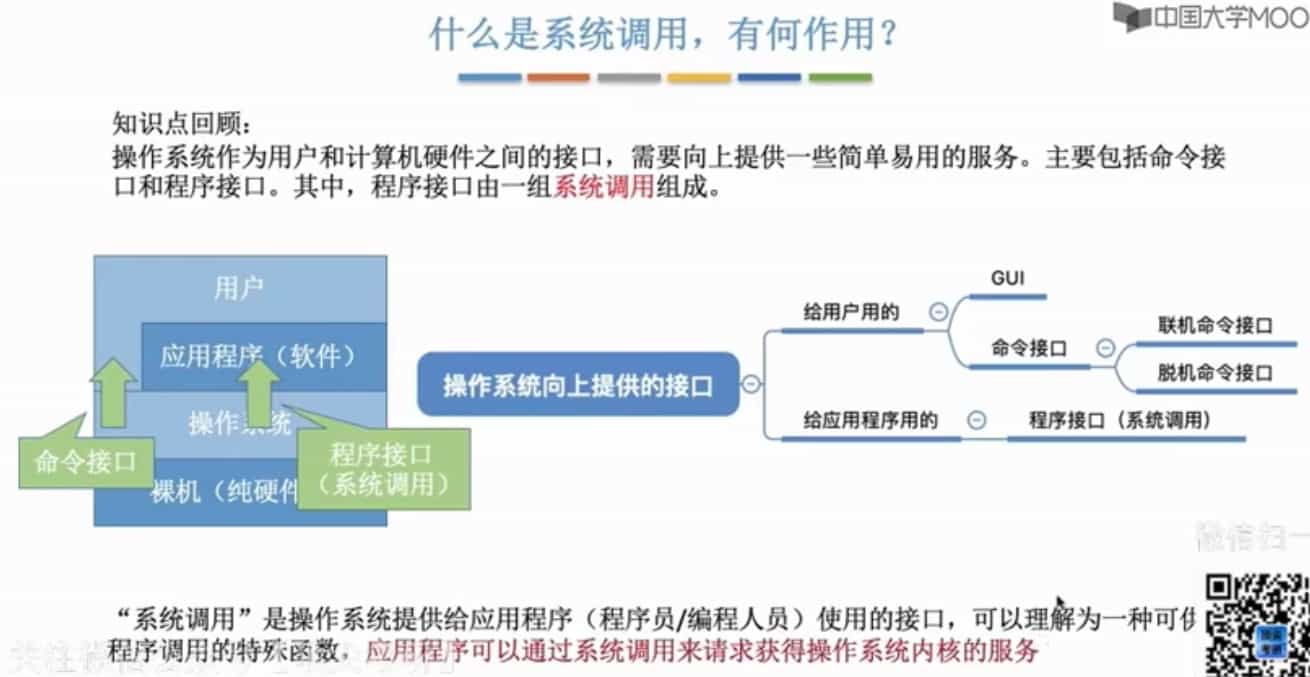 什么是系统调用，有何作用？
中国大学MOO
知识点回顾：
操作系统作为用户和计算机硬件之间的接口，需要向上提供一些简单易用的服务。主要包括命令接
口和程序接口。其中，程序接口由一组系统调用组成。
用户
应用程序（软件）
操作系统
裸机（纯硬件
命令接口
程序接口
（系统调用）
操作系统向上提供的接口
给用户用的
GUI
命令接口
联机命令接口
脱机命令接口
给应用程序用的
程序接口（系统调用）
微信扫一
“系统调用”是操作系统提供给应用程序（程序员/编程人员）使用的接口，可以理解为一种可供
程序调用的特殊函数，应用程序可以通过系统调用来请求获得操作系统内核的服务